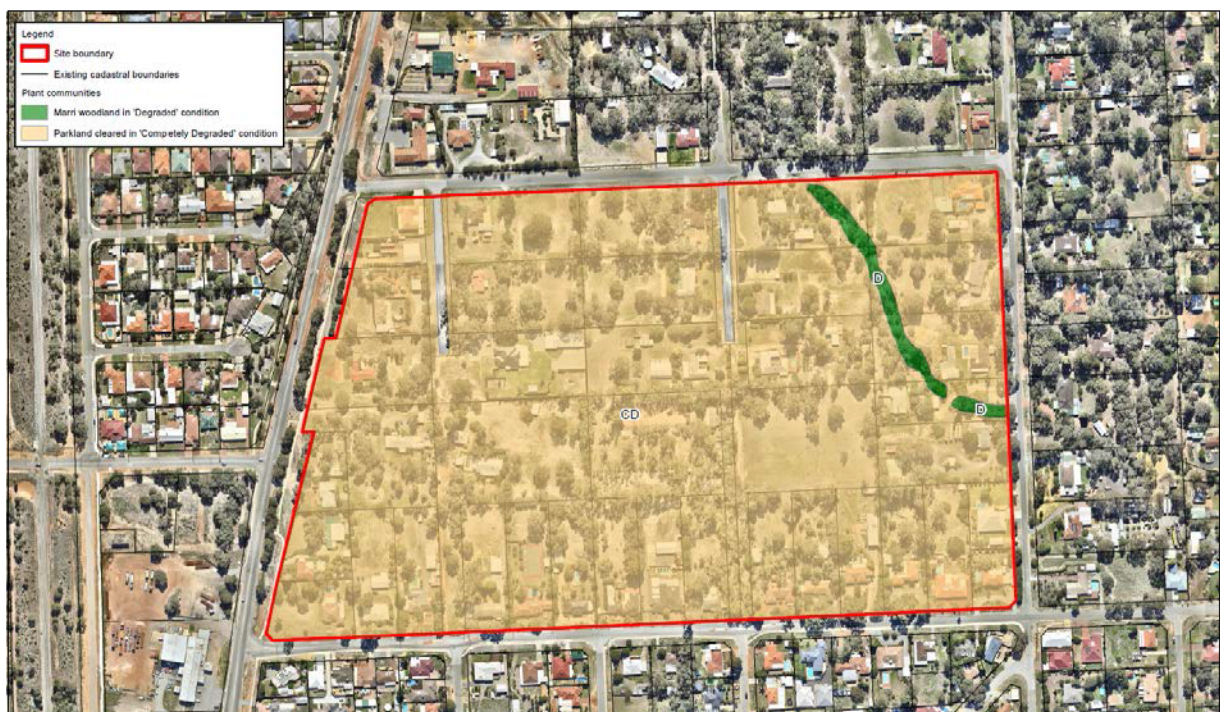 Legend
Site boundary
Existing cadastral boundaries
Plant communities
Marri woodland in 'Degraded' condition
Parkland cleared in 'Completely Degraded' condition
D
CD
D